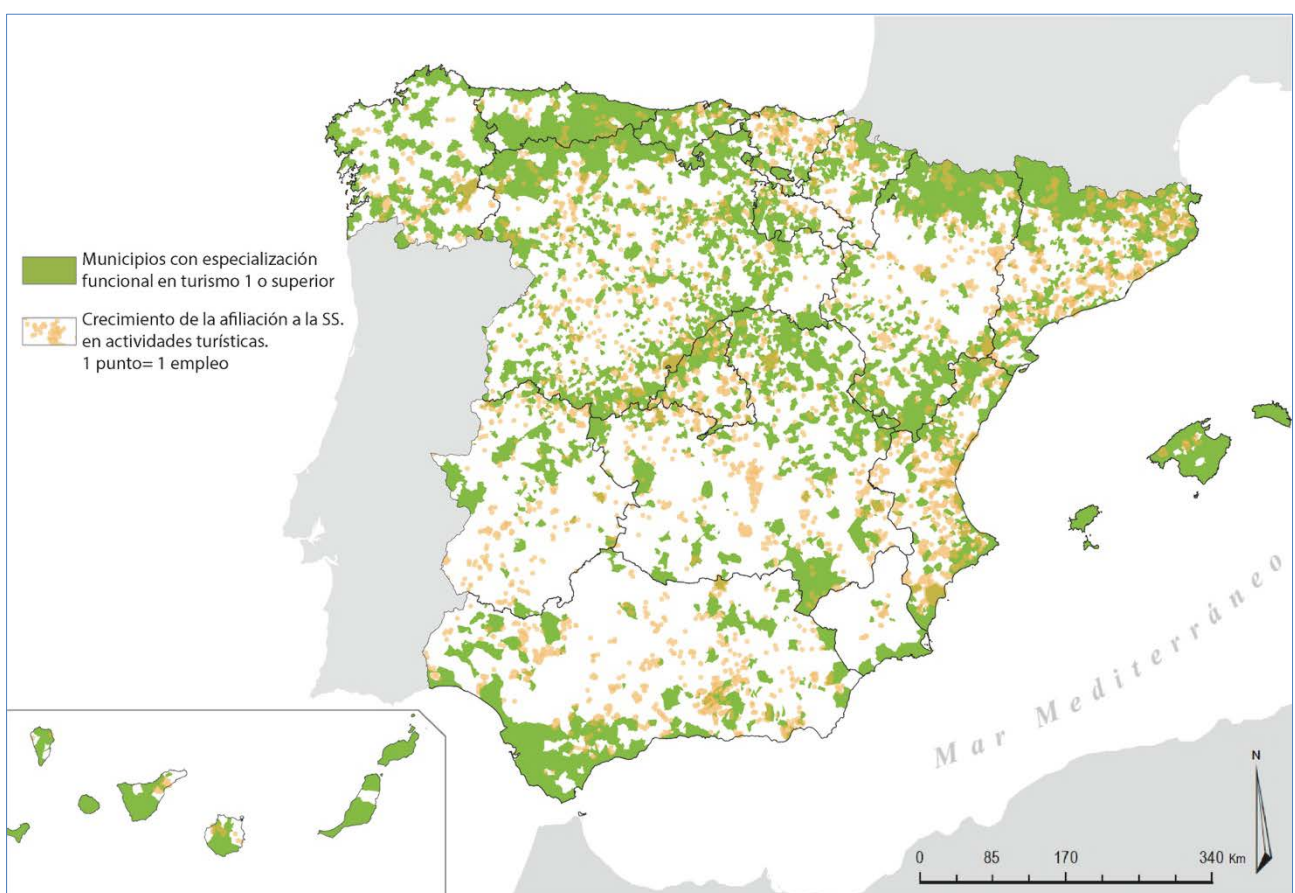 Municipios con especialización
funcional en turismo 1 o superior
Crecimiento de la afiliación a la SS.
en actividades turísticas.
1 punto= 1 empleo
Mar Mediterráneo
N
0 85 170 340 Km